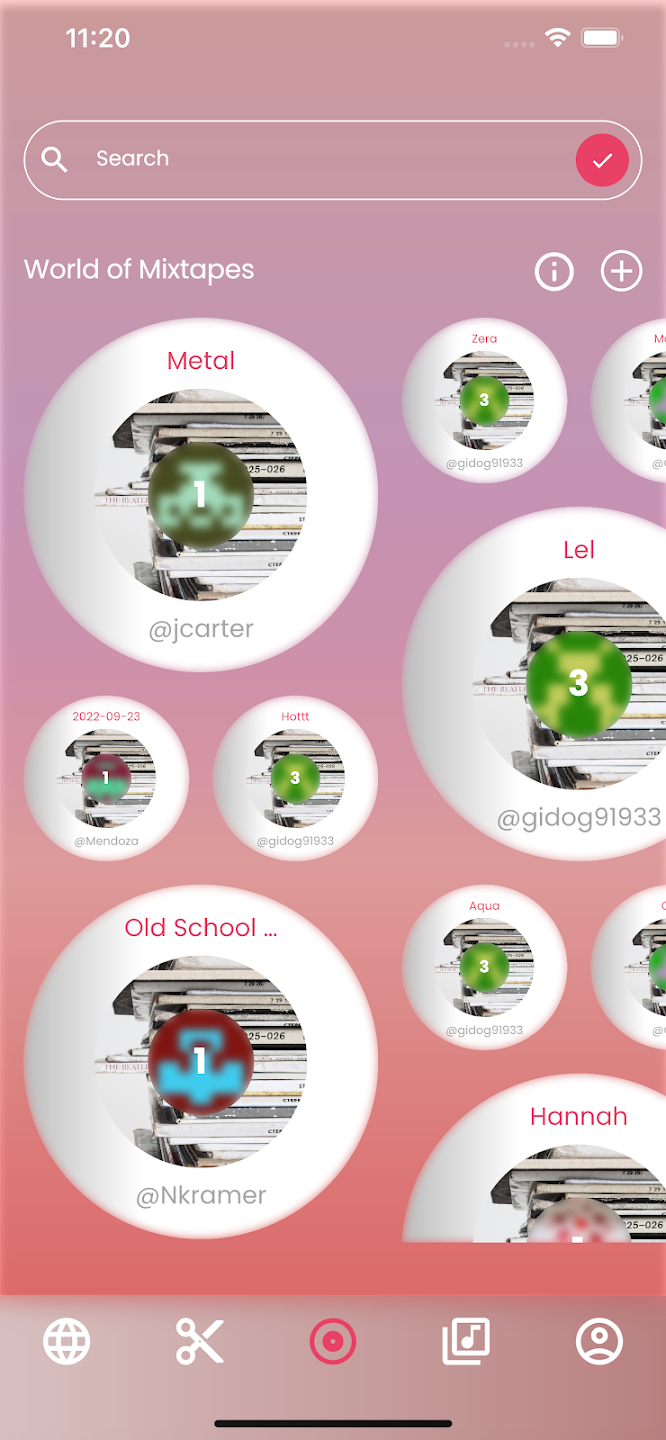 11:20
Search
World of Mixtapes
Metal
1
@jcarter
Zera
3
@gidog91933
Lel
3
@gidog91933
2022-09-23
1
@Mendoza
Hottt
3
@gidog91933
Old School ...
1
@Nkramer
Aqua
3
@gidog91933
Hannah